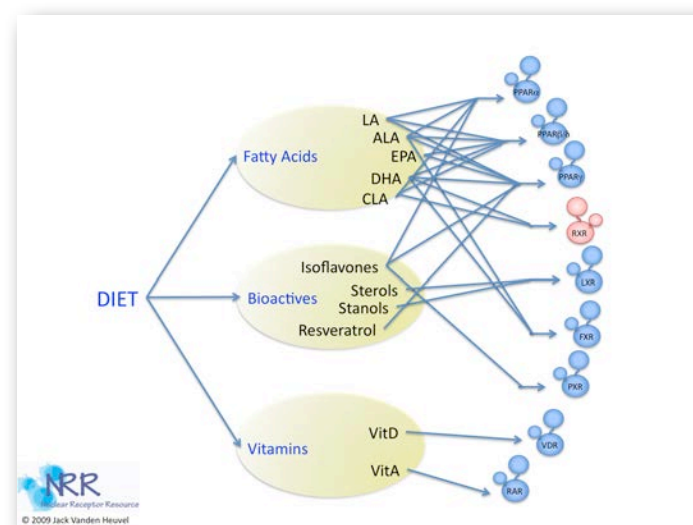 DIET
Fatty Acids
LA
ALA
EPA
DHA
CLA
Bioactives
Isoflavones
Sterols
Stanols
Resveratrol
Vitamins
VitD
VitA
PPARα
PPARβ/δ
PPARγ
RXR
LXR
FXR
PXR
VDR
RAR
NRR
Nuclear Receptor Resource
© 2009 Jack Vanden Heuvel